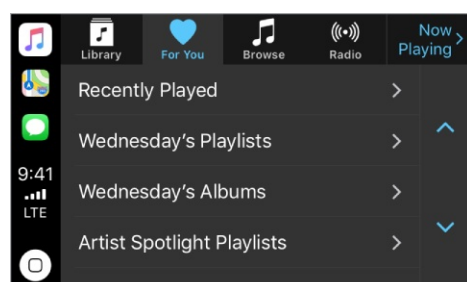 Library
For You
Browse
Radio
Now
Playing
Recently Played
Wednesday's Playlists
Wednesday's Albums
Artist Spotlight Playlists
9:41
LTE